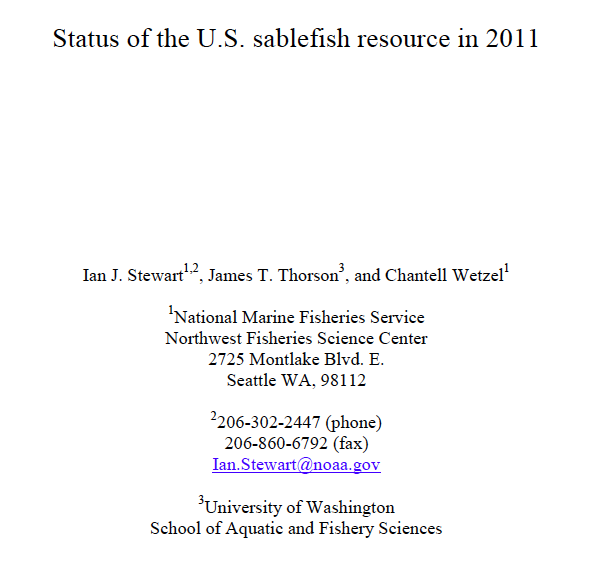 Status of the U.S. sablefish resource in 2011
Ian J. Stewart1,2, James T. Thorson3, and Chantell Wetzel1
1National Marine Fisheries Service
Northwest Fisheries Science Center
2725 Montlake Blvd. E.
Seattle WA, 98112
2206-302-2447 (phone)
206-860-6792 (fax)
Ian.Stewart@noaa.gov
3University of Washington
School of Aquatic and Fishery Sciences